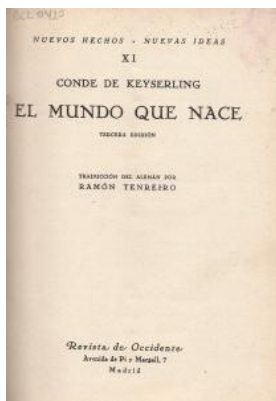 NUEVOS HECHOS - NUEVAS IDEAS
XI
CONDE DE KEYSERLING
EL MUNDO QUE NACE
TERCERA EDICIÓN
TRADUCCIÓN DEL ALEMÁN POR
RAMÓN TENREIRO
Revista de Occidente
Avenida de Pi y Margall, 7
Madrid